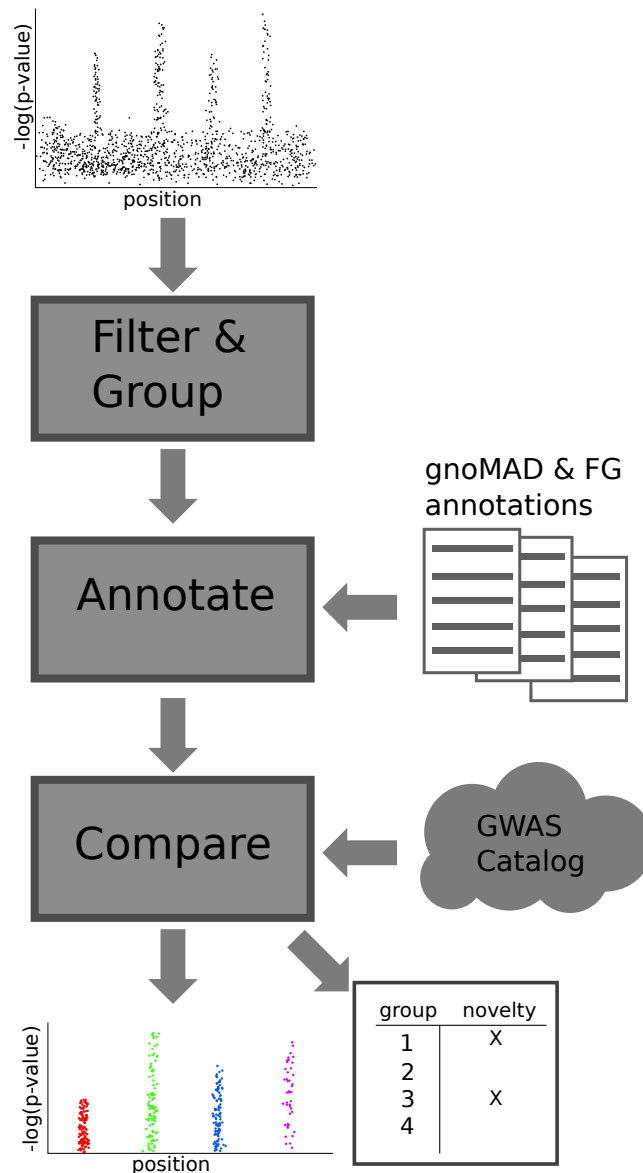 -log(p-value)
position
Filter &
Group
gnoMAD & FG
annotations
Annotate
Compare
GWAS
Catalog
-log(p-value)
position
group novelty
1 X
2
3 X
4